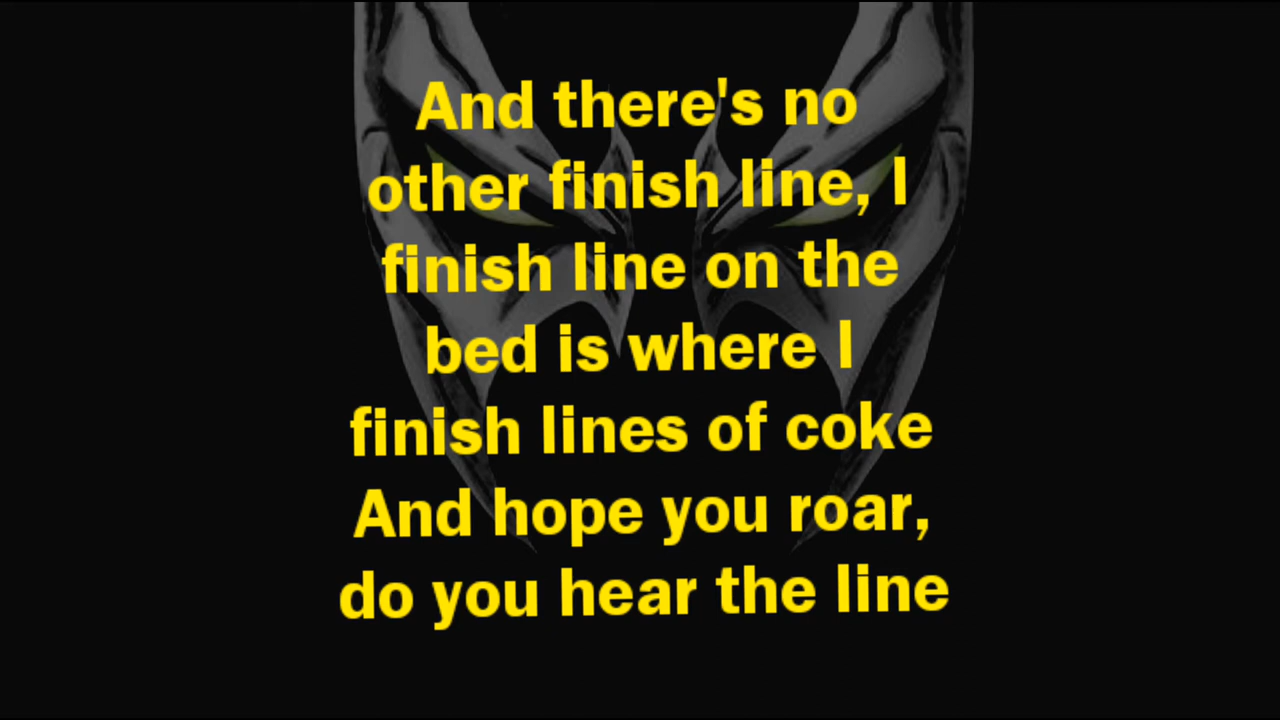 And there's no
other finish line, I
finish line on the
bed is where I
finish lines of coke
And hope you roar,
do you hear the line